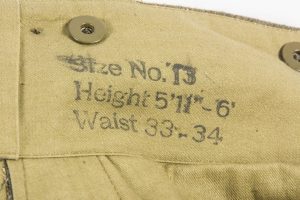 Size No. 13
Height 5'11"-6'
Waist 33-34